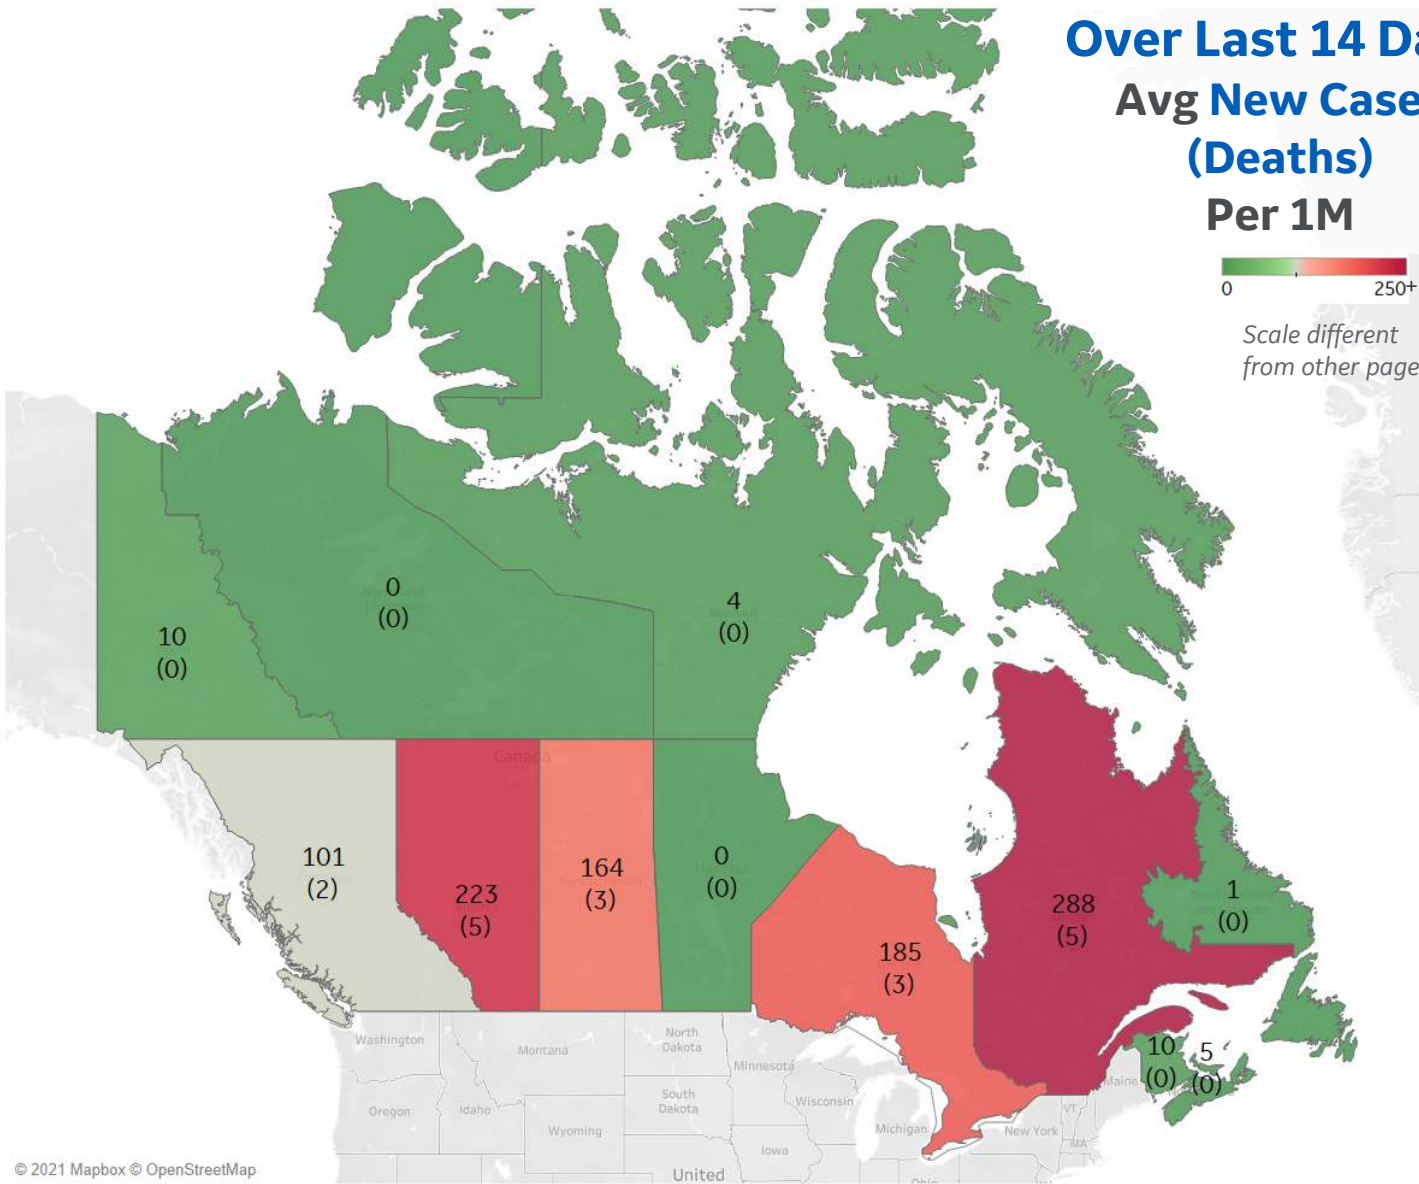 Over Last 14 Da
Avg New Case
(Deaths)
Per 1M
0
250+
Scale different
from other page
0
(0)
4
(0)
10
(0)
Canada
101
(2)
223
(5)
164
(3)
0
(0)
185
(3)
288
(5)
1
(0)
10
(0)
5
(0)
Washington
Montana
North
Dakota
Minnesota
Oregon
Idaho
South
Dakota
Wisconsin
Wyoming
Michigan
Iowa
New York
VT
MA
Maine
United
Ohio
© 2021 Mapbox © OpenStreetMap